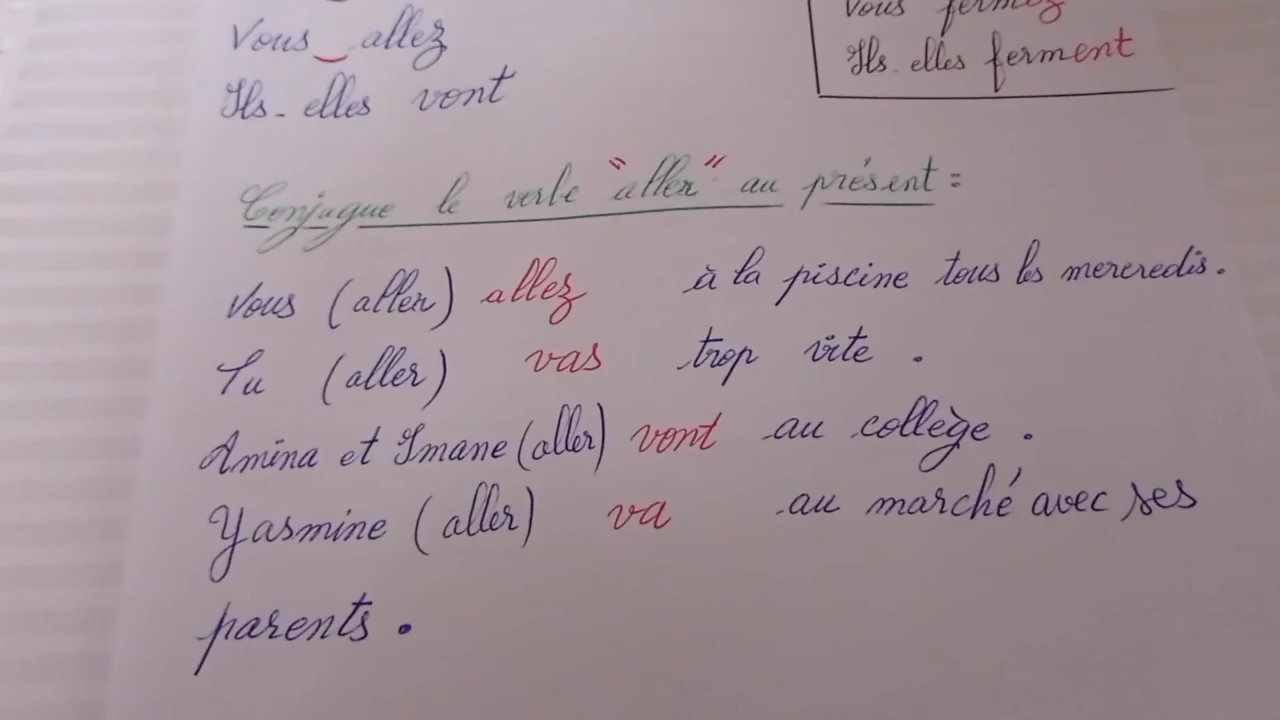 Vous allez
Ils - elles vont
Vous fermez
Ils - elles ferment
Conjugue le verbe "aller" au présent :
Vous (aller) allez à la piscine tous les mercredis.
Tu (aller) vas trop vite .
Amina et Imane (aller) vont au collège .
Yasmine (aller) va au marché avec ses
parents .